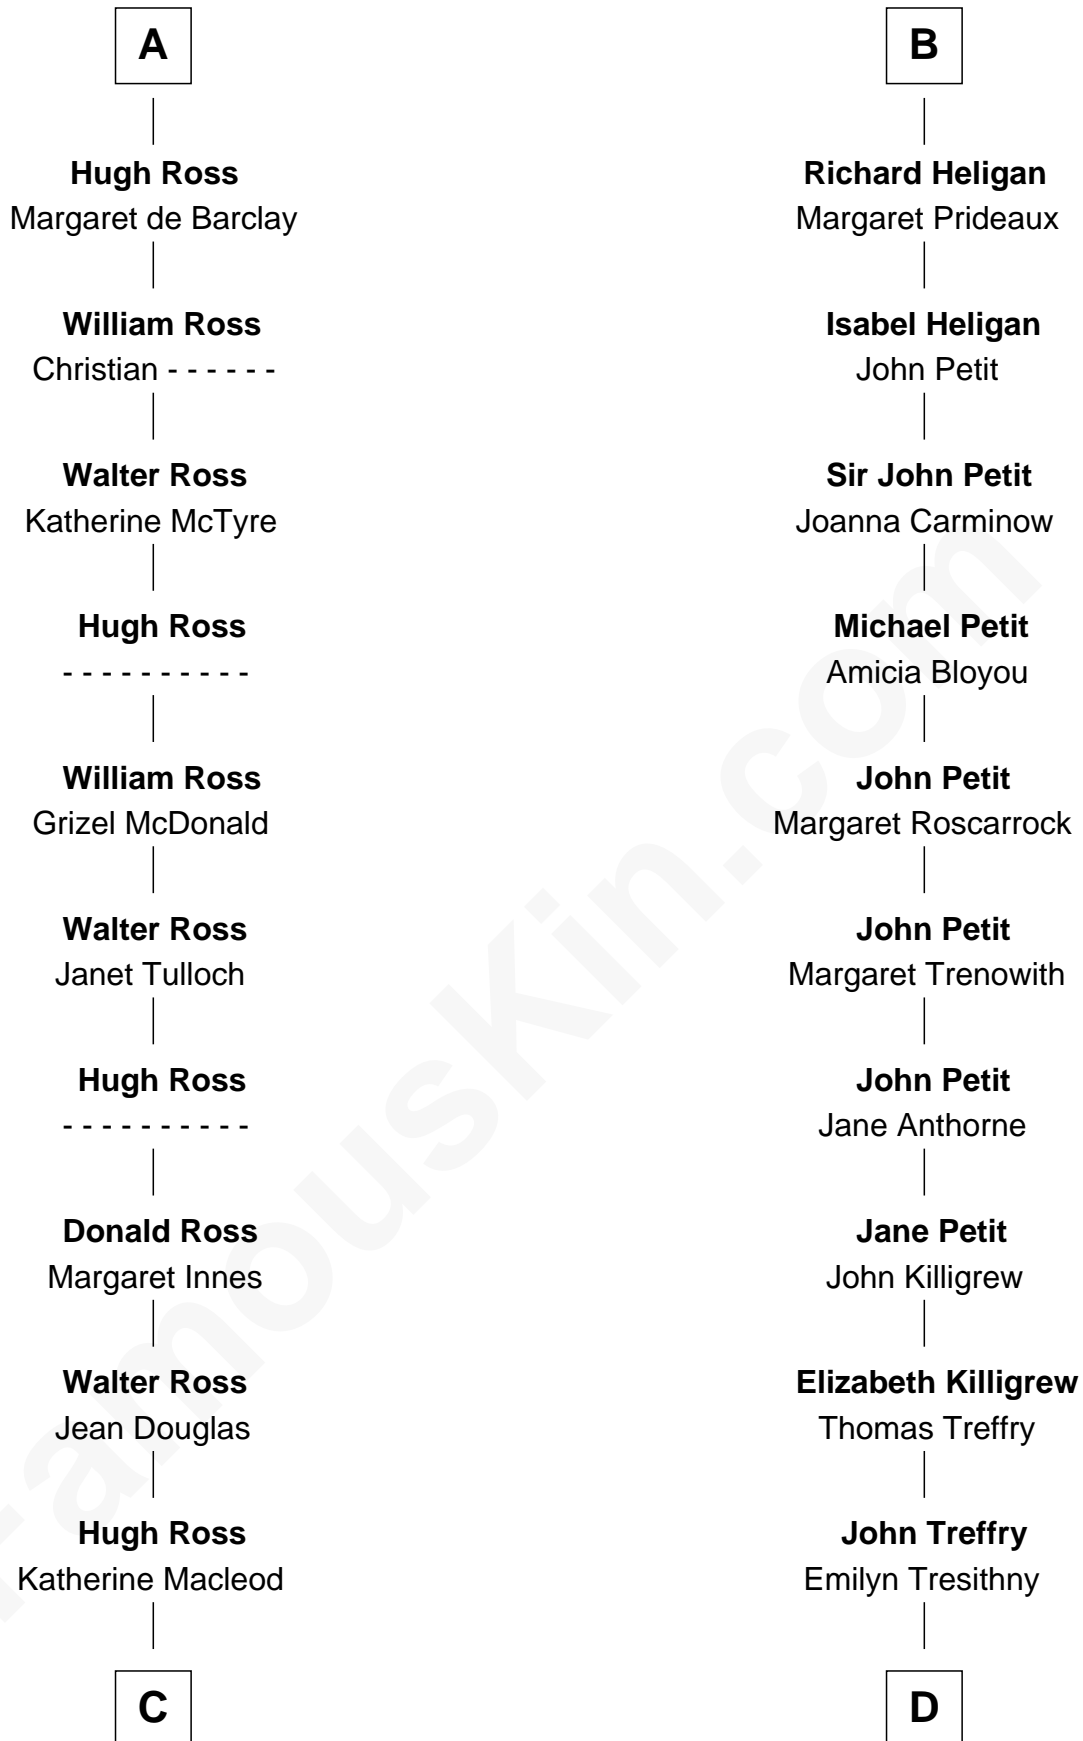 A
Hugh Ross
Margaret de Barclay
William Ross
Christian - - - - - -
Walter Ross
Katherine McTyre
Hugh Ross
- - - - - - - - - -
William Ross
Grizel McDonald
Walter Ross
Janet Tulloch
Hugh Ross
- - - - - - - - - -
Donald Ross
Margaret Innes
Walter Ross
Jean Douglas
Hugh Ross
Katherine Macleod
C
B
Richard Heligan
Margaret Prideaux
Isabel Heligan
John Petit
Sir John Petit
Joanna Carminow
Michael Petit
Amicia Bloyou
John Petit
Margaret Roscarrock
John Petit
Margaret Trenowith
John Petit
Jane Anthorne
Jane Petit
John Killigrew
Elizabeth Killigrew
Thomas Treffry
John Treffry
Emilyn Tresithny
D
FamousKin.com